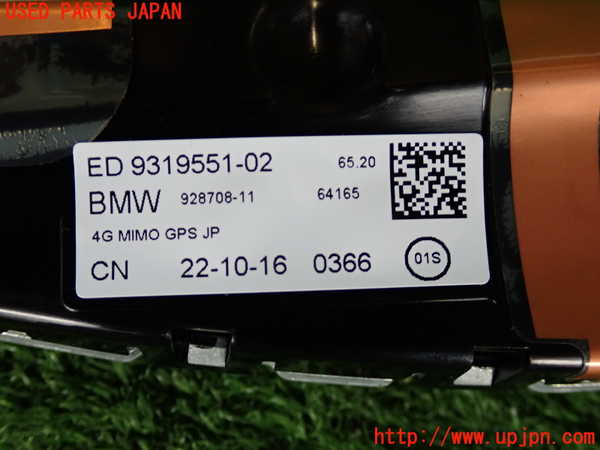 USED PARTS JAPAN
ED 9319551-02 65.20
BMW 928708-11 64165
4G MIMO GPS JP
CN 22-10-16 0366 01S
http://www.upjpn.com